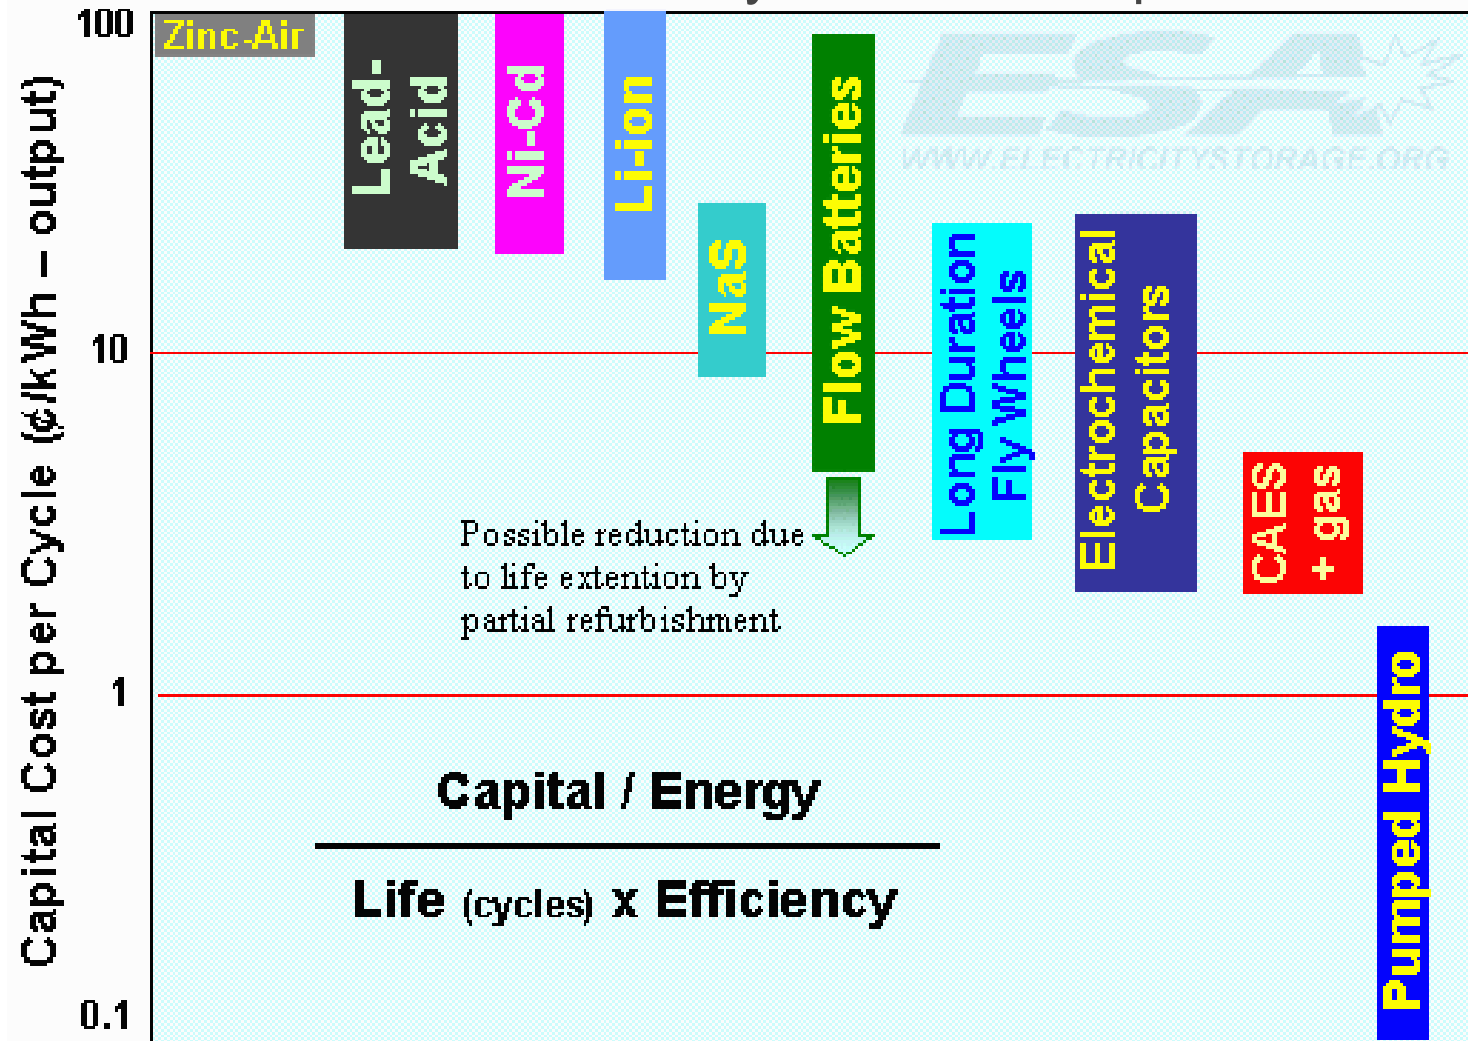 100
10
1
0.1
Capital Cost per Cycle (¢/kWh – output)
Zinc-Air
Lead-
Acid
Ni-Cd
Li-ion
NaS
Flow Batteries
Long Duration
Fly Wheels
Electrochemical
Capacitors
CAES
+ gas
Pumped Hydro
ESA
WWW.ELECTRICITYSTORAGE.ORG
Possible reduction due
to life extention by
partial refurbishment
Capital / Energy
Life (cycles) x Efficiency